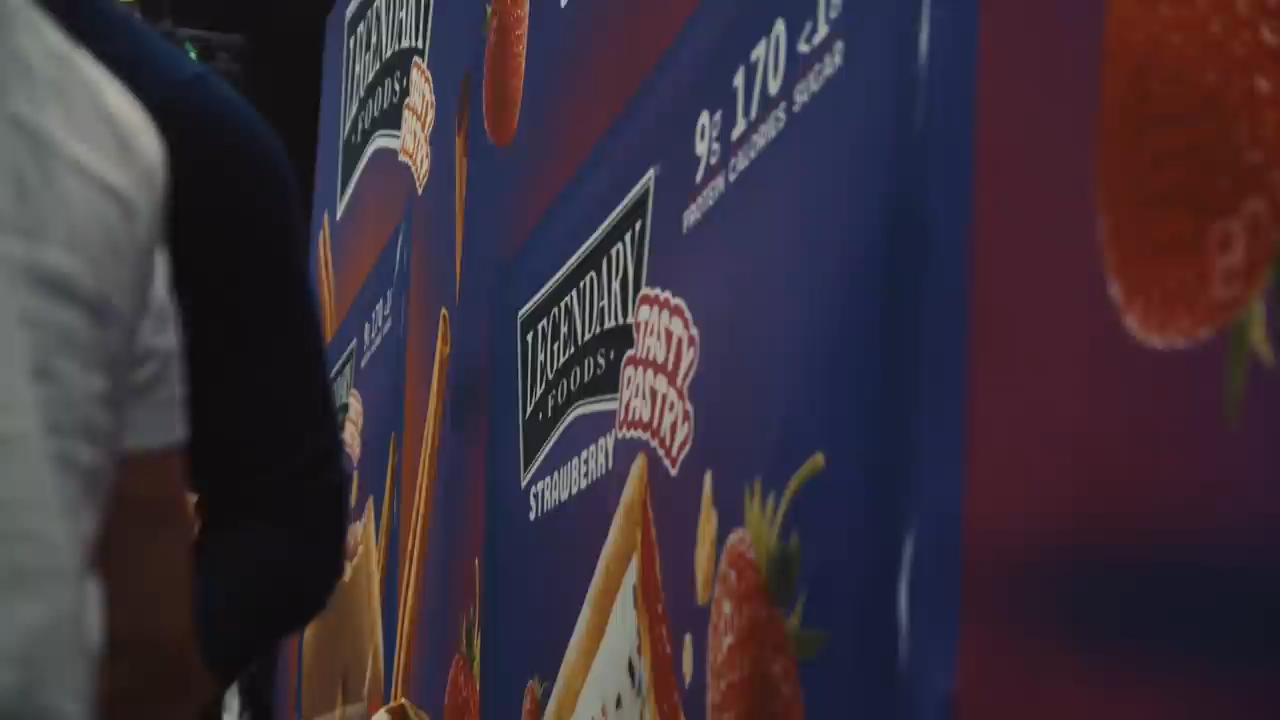 LEGENDARY
·FOODS·
TASTY
PASTRY
9g 170 <1g
PROTEIN CALORIES SUGAR
LEGENDARY
·FOODS·
TASTY
PASTRY
STRAWBERRY